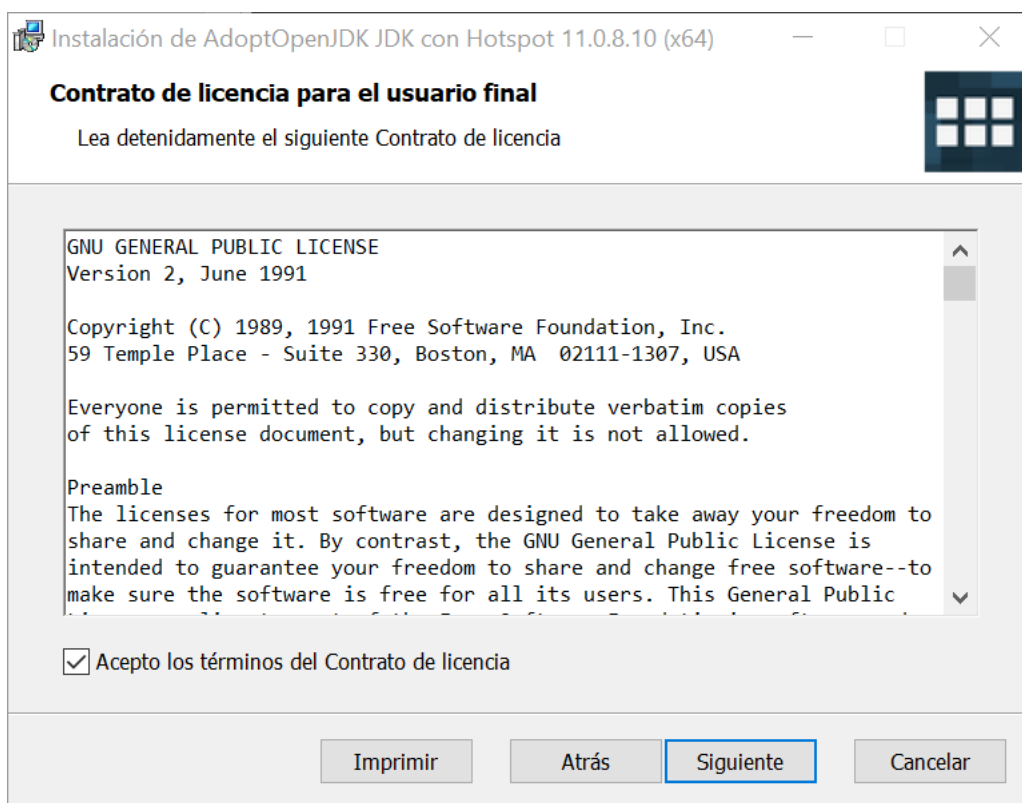 Instalación de AdoptOpenJDK JDK con Hotspot 11.0.8.10 (x64)
Contrato de licencia para el usuario final
Lea detenidamente el siguiente Contrato de licencia
GNU GENERAL PUBLIC LICENSE
Version 2, June 1991
Copyright (C) 1989, 1991 Free Software Foundation, Inc.
59 Temple Place - Suite 330, Boston, MA  02111-1307, USA
Everyone is permitted to copy and distribute verbatim copies
of this license document, but changing it is not allowed.
Preamble
The licenses for most software are designed to take away your freedom to
share and change it. By contrast, the GNU General Public License is
intended to guarantee your freedom to share and change free software--to
make sure the software is free for all its users. This General Public
Acepto los términos del Contrato de licencia
Imprimir Atrás Siguiente Cancelar